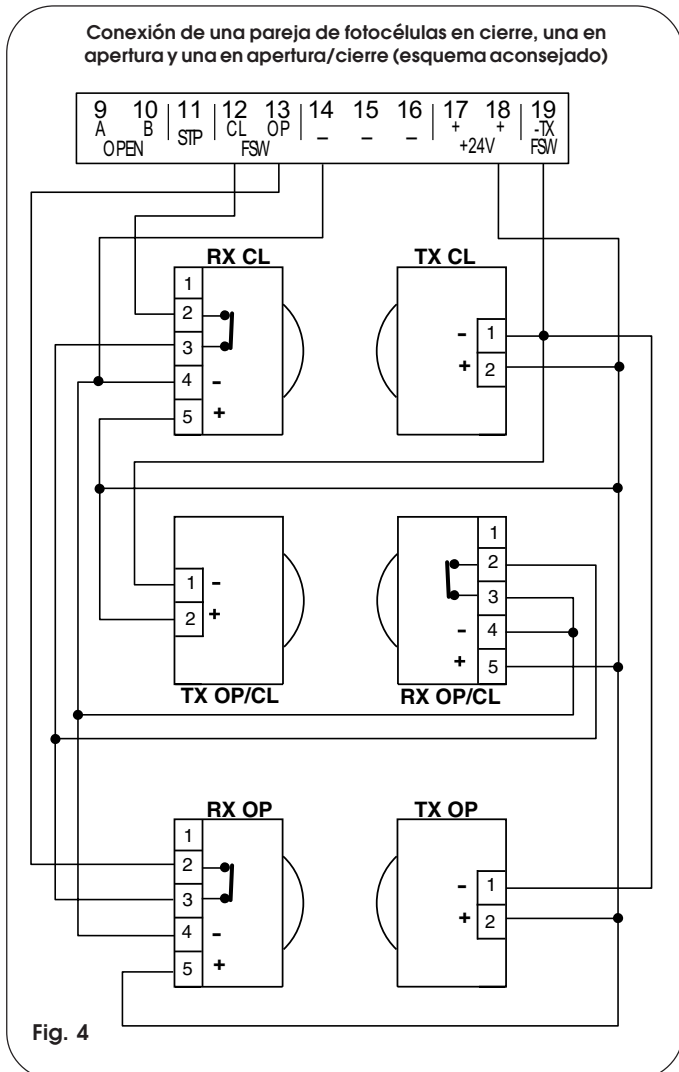 Conexión de una pareja de fotocélulas en cierre, una en
apertura y una en apertura/cierre (esquema aconsejado)
9 10 11 12 13 14 15 16 17 18 19
A B STP CL OP – – – + + -TX
OPEN FSW +24V FSW
RX CL TX CL
1
2
3
4 -
5 +
- 1
+ 2
1 -
2 +
1
2
3
- 4
+ 5
TX OP/CL RX OP/CL
RX OP TX OP
1
2
3
4 -
5 +
- 1
+ 2
Fig. 4